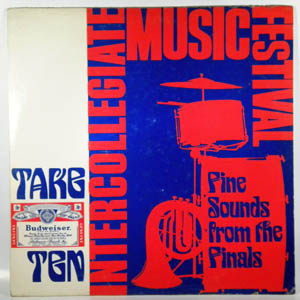 INTERCOLLEGIATE
MUSIC
FESTIVAL
TAKE
Budweiser.
TEN
Fine
Sounds
from the
Finals